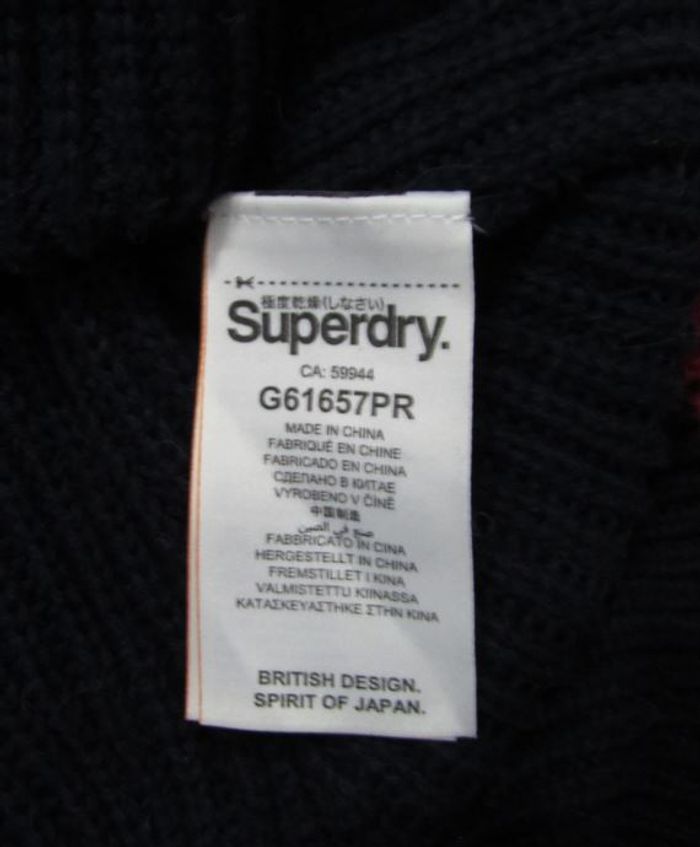 極度乾燥(しなさい)
Superdry.
CA: 59944
G61657PR
MADE IN CHINA
FABRIQUÉ EN CHINE
FABRICADO EN CHINA
СДЕЛАНО В КИТАЕ
VYROBENO V ČÍNĚ
中国制造
صنع في الصين
FABBRICATO IN CINA
HERGESTELLT IN CHINA
FREMSTILLET I KINA
VALMISTETTU KIINASSA
ΚΑΤΑΣΚΕΥΑΣΤΗΚΕ ΣΤΗΝ ΚΙΝΑ
BRITISH DESIGN.
SPIRIT OF JAPAN.